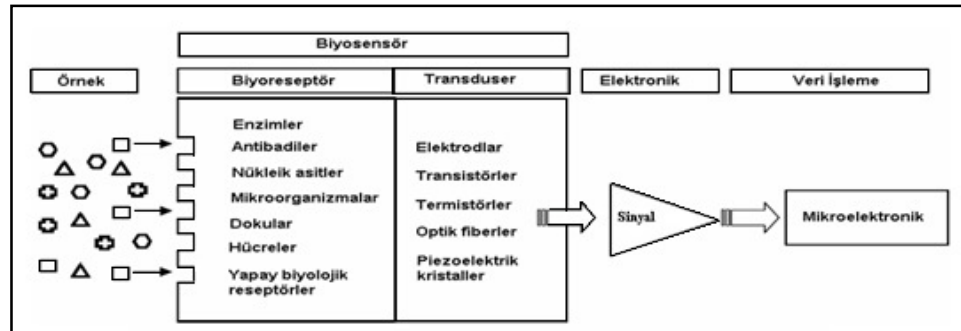 Biyosensör
Örnek
Biyoreseptör
Transduser
Elektronik
Veri İşleme
Enzimler
Antibadiler
Nükleik asitler
Mikroorganizmalar
Dokular
Hücreler
Yapay biyolojik
reseptörler
Elektrodlar
Transistörler
Termistörler
Optik fiberler
Piezoelektrik
kristaller
Sinyal
Mikroelektronik